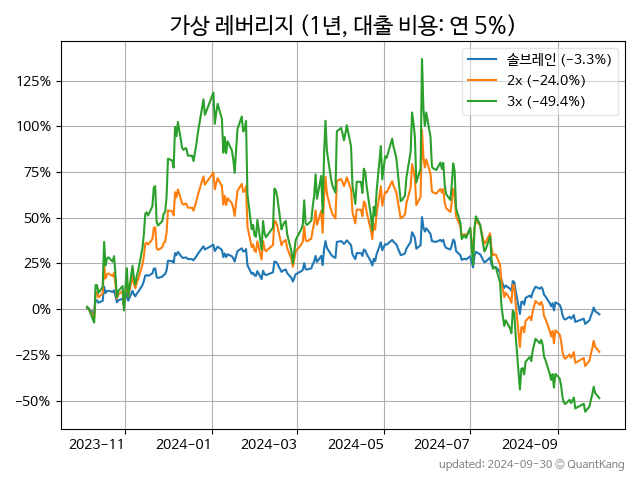 가상 레버리지 (1년, 대출 비용: 연 5%)
솔브레인 (−3.3%)
2x (−24.0%)
3x (−49.4%)
125%
100%
75%
50%
25%
0%
−25%
−50%
2023-11
2024-01
2024-03
2024-05
2024-07
2024-09
updated: 2024-09-30 © QuantKang